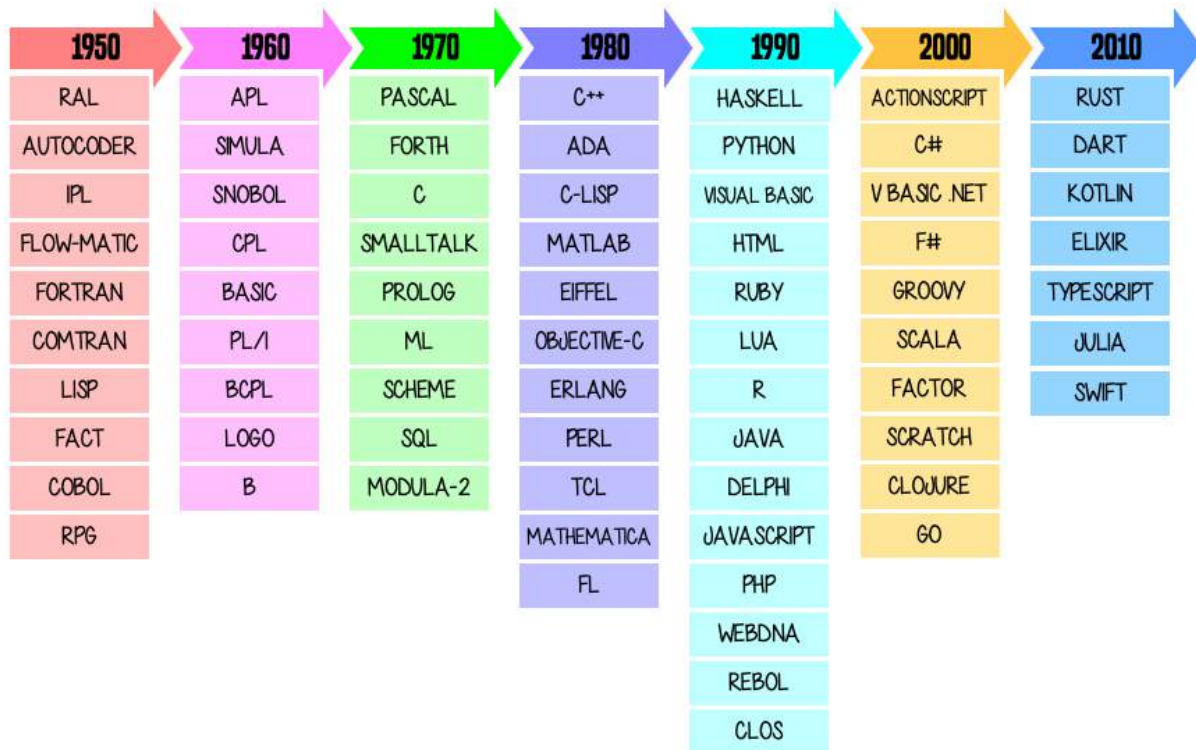 1950
RAL
AUTOCODER
IPL
FLOW-MATIC
FORTRAN
COMTRAN
LISP
FACT
COBOL
RPG
1960
APL
SIMULA
SNOBOL
CPL
BASIC
PL/I
BCPL
LOGO
B
1970
PASCAL
FORTH
C
SMALLTALK
PROLOG
ML
SCHEME
SQL
MODULA-2
1980
C++
ADA
C-LISP
MATLAB
EIFFEL
OBJECTIVE-C
ERLANG
PERL
TCL
MATHEMATICA
FL
1990
HASKELL
PYTHON
VISUAL BASIC
HTML
RUBY
LUA
R
JAVA
DELPHI
JAVASCRIPT
PHP
WEBDNA
REBOL
CLOS
2000
ACTIONSCRIPT
C#
V BASIC .NET
F#
GROOVY
SCALA
FACTOR
SCRATCH
CLOJURE
GO
2010
RUST
DART
KOTLIN
ELIXIR
TYPESCRIPT
JULIA
SWIFT